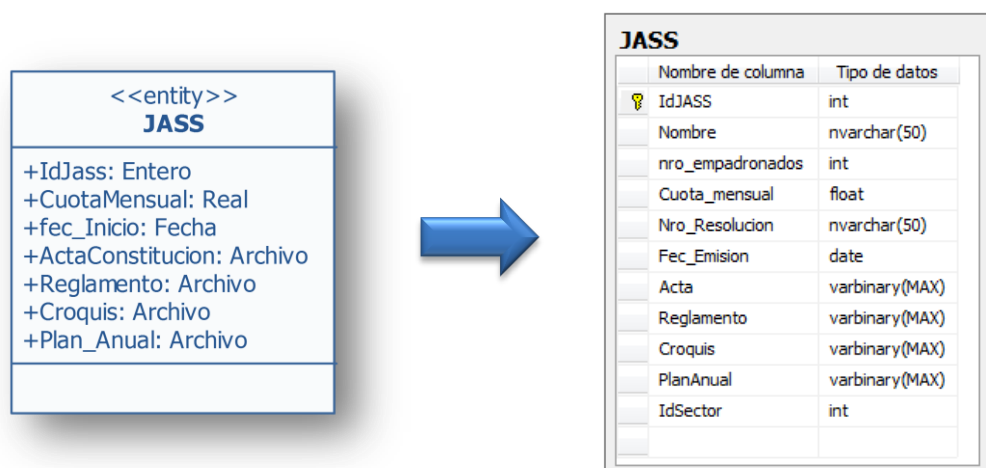 <<entity>>
JASS
+IdJass: Entero
+CuotaMensual: Real
+fec_Inicio: Fecha
+ActaConstitucion: Archivo
+Reglamento: Archivo
+Croquis: Archivo
+Plan_Anual: Archivo
JASS
Nombre de columna Tipo de datos
IdJASS int
Nombre nvarchar(50)
nro_empadronados int
Cuota_mensual float
Nro_Resolucion nvarchar(50)
Fec_Emision date
Acta varbinary(MAX)
Reglamento varbinary(MAX)
Croquis varbinary(MAX)
PlanAnual varbinary(MAX)
IdSector int